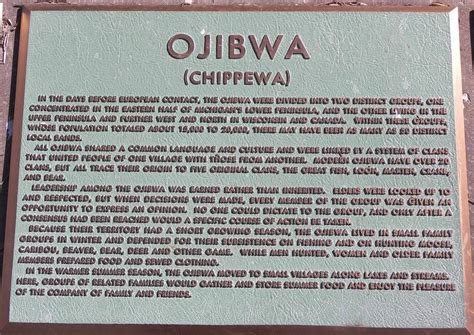 OJIBWA
(CHIPPEWA)
IN THE DAYS BEFORE EUROPEAN CONTACT, THE OJIBWA WERE DIVIDED INTO TWO DISTINCT GROUPS, ONE
CONCENTRATED IN THE EASTERN HALF OF MICHIGAN'S LOWER PENINSULA, AND THE OTHER LIVING IN THE
UPPER PENINSULA AND FURTHER WEST AND NORTH IN WISCONSIN AND CANADA. WITHIN THESE GROUPS,
WHOSE POPULATION TOTALED ABOUT 15,000 TO 20,000, THERE MAY HAVE BEEN AS MANY AS 50 DISTINCT
LOCAL BANDS.
ALL OJIBWA SHARED A COMMON LANGUAGE AND CULTURE AND WERE LINKED BY A SYSTEM OF CLANS
THAT UNITED PEOPLE OF ONE VILLAGE WITH THOSE FROM ANOTHER. MODERN OJIBWA HAVE OVER 20
CLANS, BUT ALL TRACE THEIR ORIGIN TO FIVE ORIGINAL CLANS, THE GREAT FISH, LOON, MARTEN, CRANE,
AND BEAR.
LEADERSHIP AMONG THE OJIBWA WAS EARNED RATHER THAN INHERITED. ELDERS WERE LOOKED UP TO
AND RESPECTED, BUT WHEN DECISIONS WERE MADE, EVERY MEMBER OF THE GROUP WAS GIVEN AN
OPPORTUNITY TO EXPRESS AN OPINION. NO ONE COULD DICTATE TO THE GROUP, AND ONLY AFTER A
CONSENSUS HAD BEEN REACHED WOULD A SPECIFIC COURSE OF ACTION BE TAKEN.
BECAUSE THEIR TERRITORY HAD A SHORT GROWING SEASON, THE OJIBWA LIVED IN SMALL FAMILY
GROUPS IN WINTER AND DEPENDED FOR THEIR SUBSISTENCE ON FISHING AND ON HUNTING MOOSE,
CARIBOU, BEAVER, BEAR, DEER AND OTHER GAME. WHILE MEN HUNTED, WOMEN AND OLDER FAMILY
MEMBERS PREPARED FOOD AND SEWED CLOTHING.
IN THE WARMER SUMMER SEASON, THE OJIBWA MOVED TO SMALL VILLAGES ALONG LAKES AND STREAMS.
HERE, GROUPS OF RELATED FAMILIES WOULD GATHER AND STORE SUMMER FOOD AND ENJOY THE PLEASURE
OF THE COMPANY OF FAMILY AND FRIENDS.